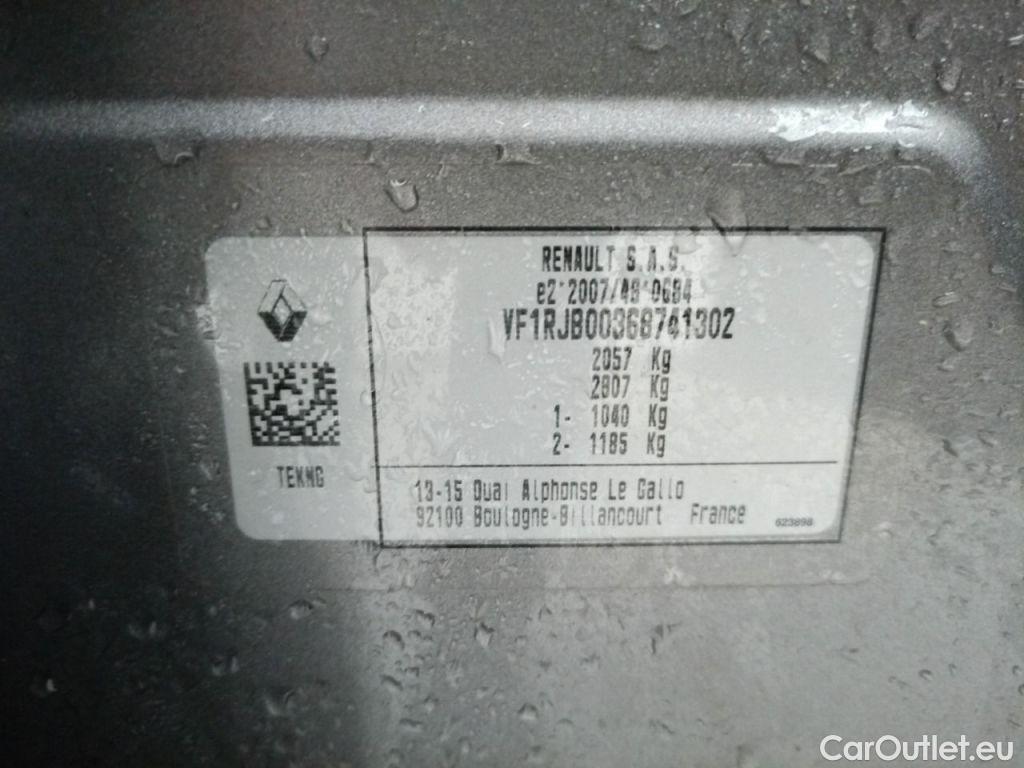 RENAULT S.A.S.
e2*2007/46*0684
VF1RJB00368741302
2057 Kg
2807 Kg
1- 1040 Kg
2- 1185 Kg
TEKNG
13-15 Quai Alphonse Le Gallo
92100 Boulogne-Billancourt France
623898
CarOutlet.eu